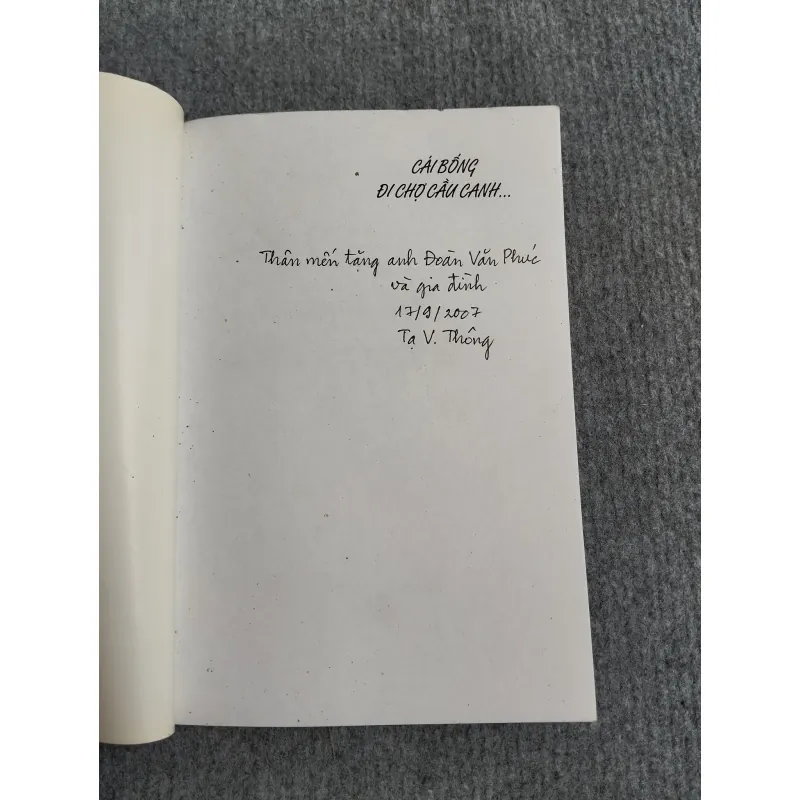 CÁI BỐNG
ĐI CHỢ CẦU CANH...
Thân mến tặng anh Đoàn Văn Phúc
và gia đình
17/9/2007
Tạ V. Thông